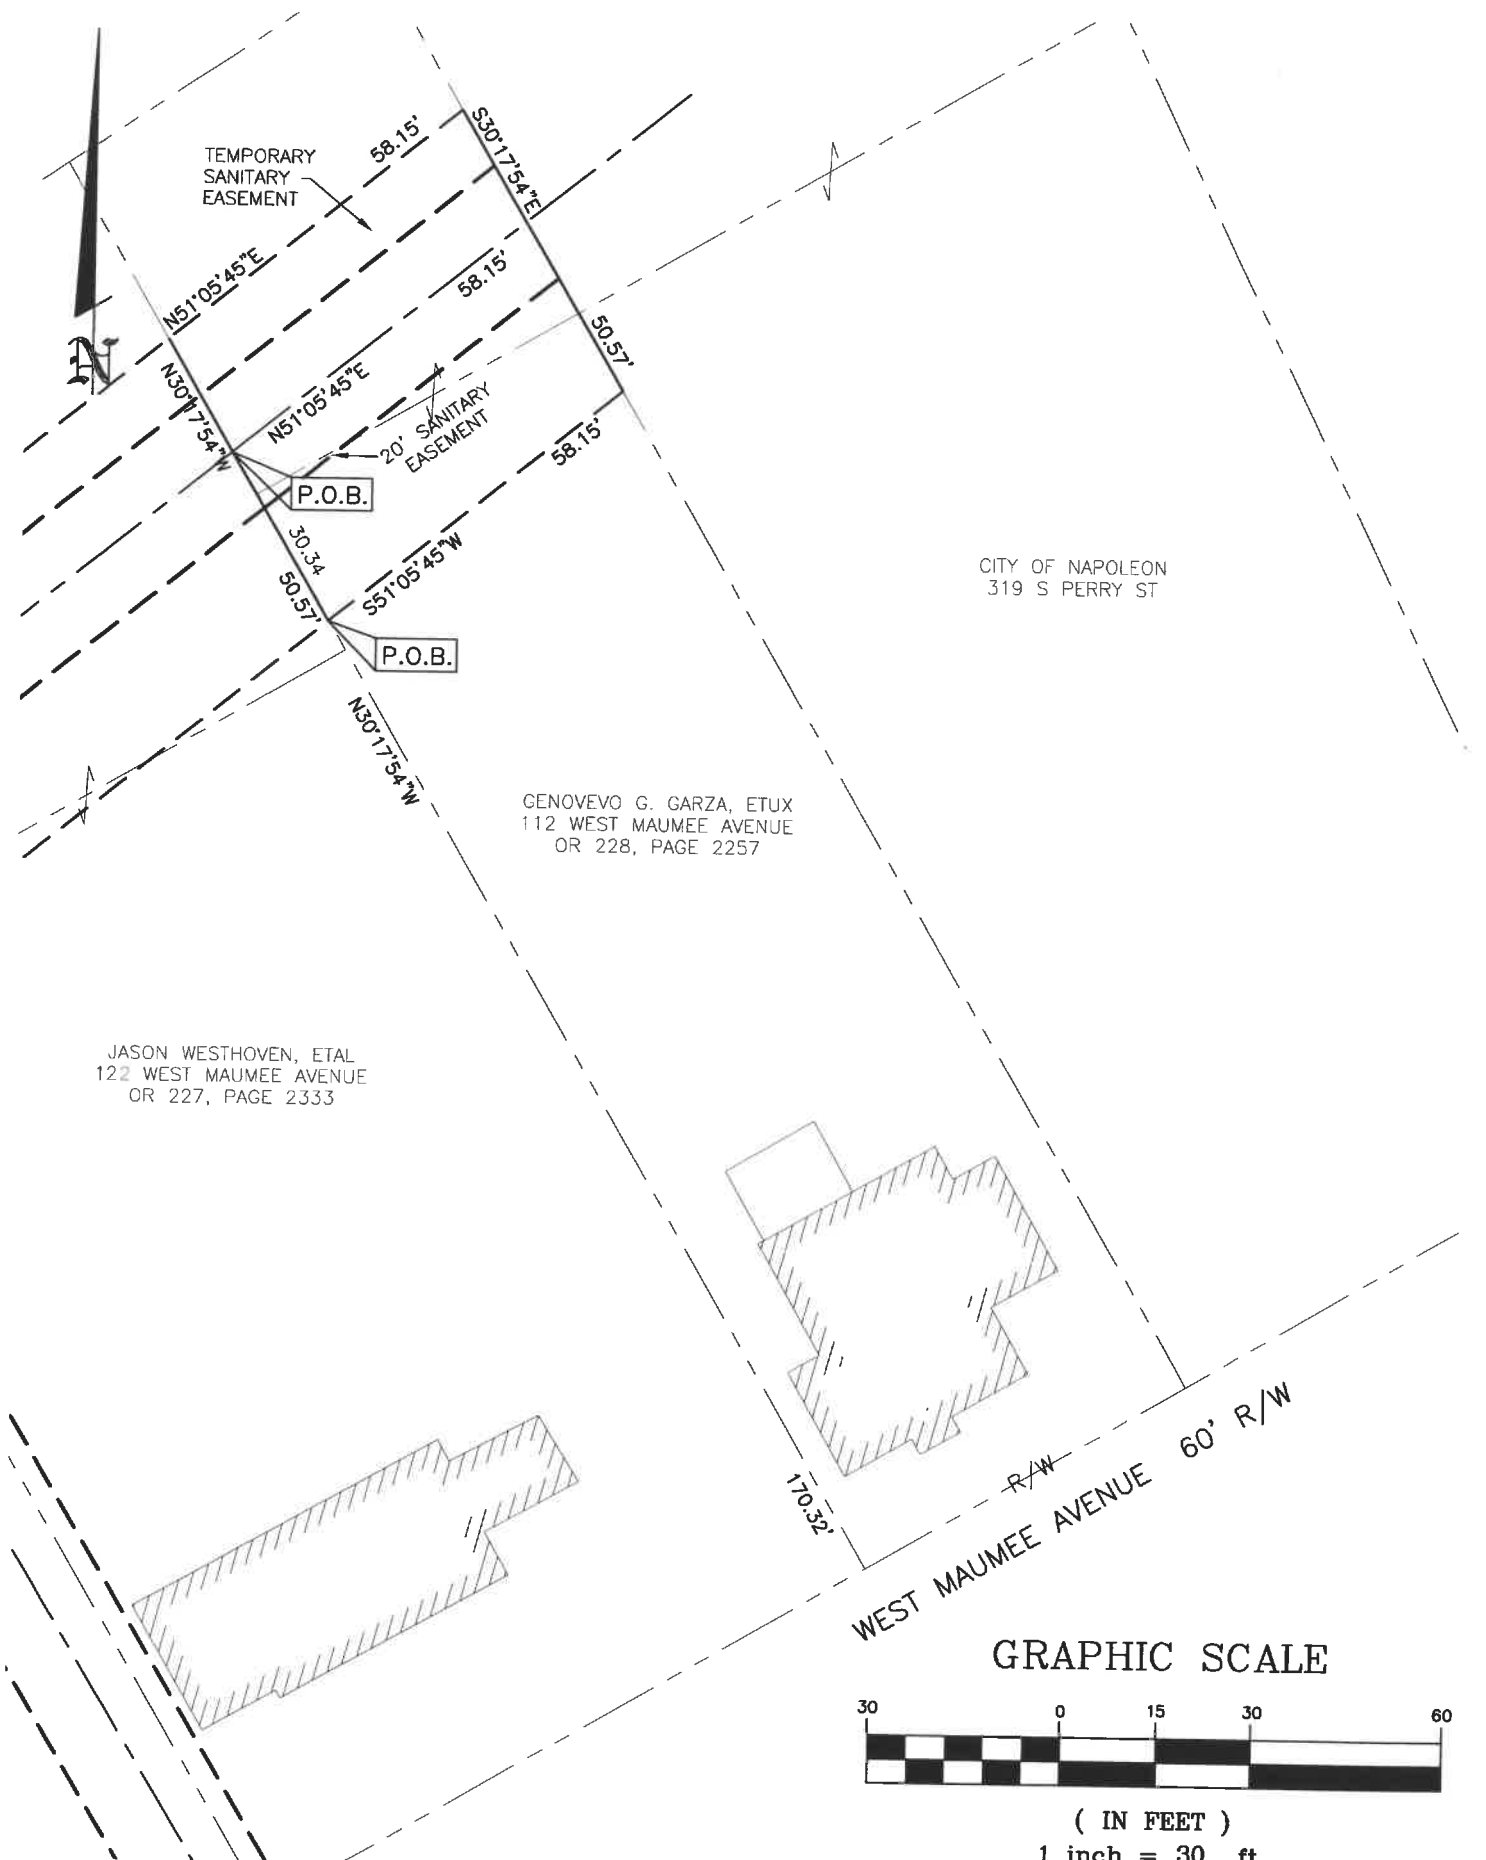 58.15'
S30°17'54"E
TEMPORARY
SANITARY
EASEMENT
N51°05'45"E
58.15'
N
N30°17'54"W
N51°05'45"E
50.57'
20' SANITARY
EASEMENT
58.15'
P.O.B.
30.34
50.57'
S51°05'45"W
P.O.B.
CITY OF NAPOLEON
319 S PERRY ST
N30°17'54"W
GENOVEVO G. GARZA, ETUX
112 WEST MAUMEE AVENUE
OR 228, PAGE 2257
JASON WESTHOVEN, ETAL
122 WEST MAUMEE AVENUE
OR 227, PAGE 2333
170.32'
R/W
WEST MAUMEE AVENUE 60' R/W
GRAPHIC SCALE
30 0 15 30 60
( IN FEET )
1 inch = 30 ft